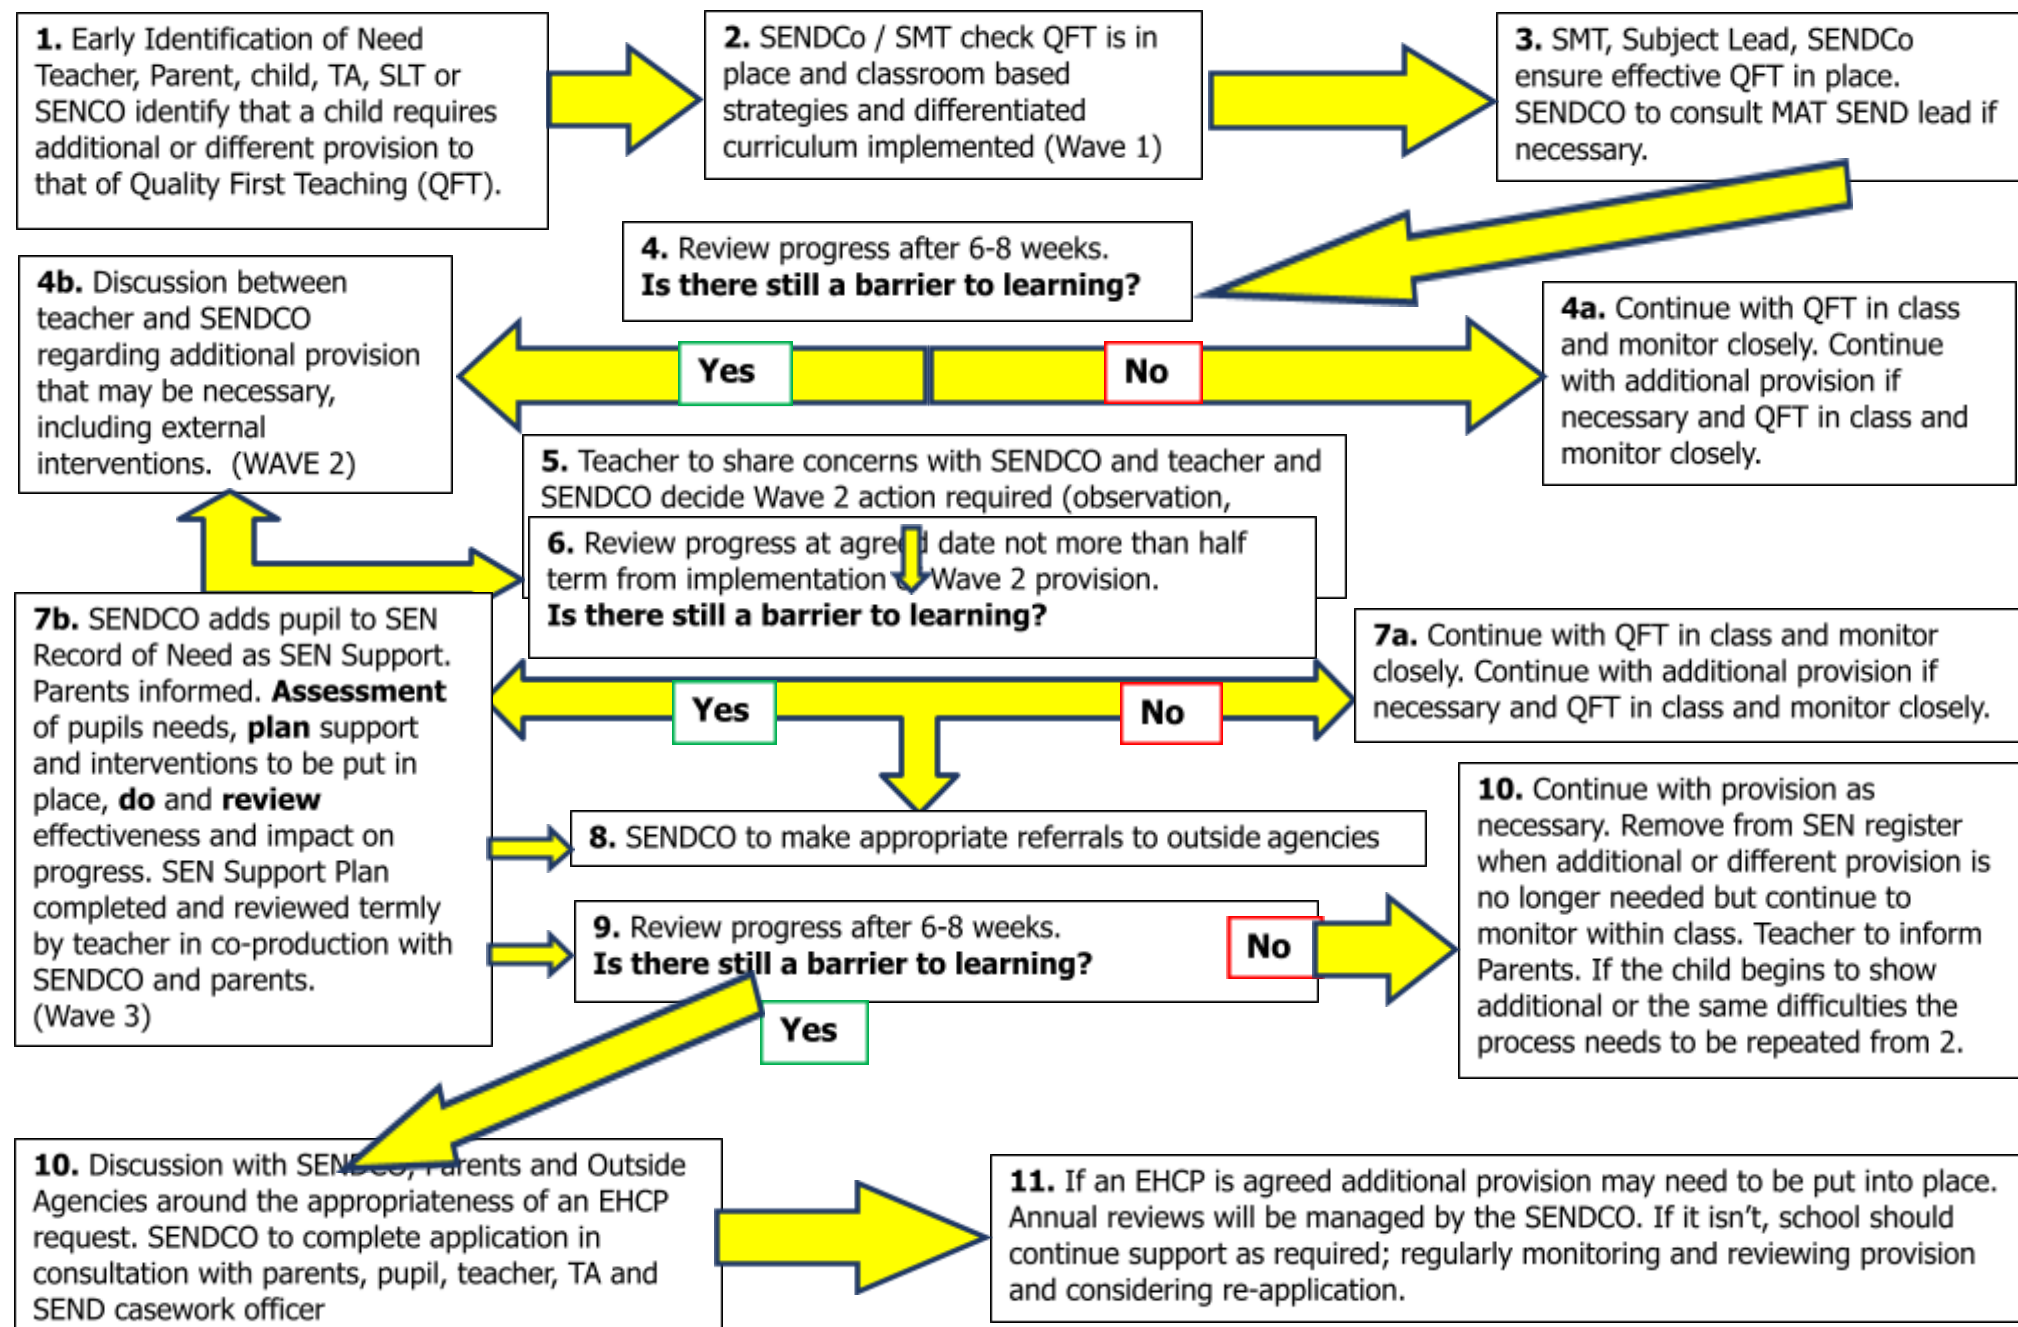 1. Early Identification of Need
Teacher, Parent, child, TA, SLT or
SENCO identify that a child requires
additional or different provision to
that of Quality First Teaching (QFT).
2. SENDCo / SMT check QFT is in
place and classroom based
strategies and differentiated
curriculum implemented (Wave 1)
3. SMT, Subject Lead, SENDCo
ensure effective QFT in place.
SENDCO to consult MAT SEND lead if
necessary.
4. Review progress after 6-8 weeks.
Is there still a barrier to learning?
4b. Discussion between
teacher and SENDCO
regarding additional provision
that may be necessary,
including external
interventions. (WAVE 2)
Yes
No
4a. Continue with QFT in class
and monitor closely. Continue
with additional provision if
necessary and QFT in class and
monitor closely.
5. Teacher to share concerns with SENDCO and teacher and
SENDCO decide Wave 2 action required (observation,
6. Review progress at agreed date not more than half
term from implementation Wave 2 provision.
Is there still a barrier to learning?
7b. SENDCO adds pupil to SEN
Record of Need as SEN Support.
Parents informed. Assessment
of pupils needs, plan support
and interventions to be put in
place, do and review
effectiveness and impact on
progress. SEN Support Plan
completed and reviewed termly
by teacher in co-production with
SENDCO and parents.
(Wave 3)
Yes
No
7a. Continue with QFT in class and monitor
closely. Continue with additional provision if
necessary and QFT in class and monitor closely.
8. SENDCO to make appropriate referrals to outside agencies
9. Review progress after 6-8 weeks.
Is there still a barrier to learning?
No
Yes
10. Continue with provision as
necessary. Remove from SEN register
when additional or different provision is
no longer needed but continue to
monitor within class. Teacher to inform
Parents. If the child begins to show
additional or the same difficulties the
process needs to be repeated from 2.
10. Discussion with SENDCO, Parents and Outside
Agencies around the appropriateness of an EHCP
request. SENDCO to complete application in
consultation with parents, pupil, teacher, TA and
SEND casework officer
11. If an EHCP is agreed additional provision may need to be put into place.
Annual reviews will be managed by the SENDCO. If it isn't, school should
continue support as required; regularly monitoring and reviewing provision
and considering re-application.